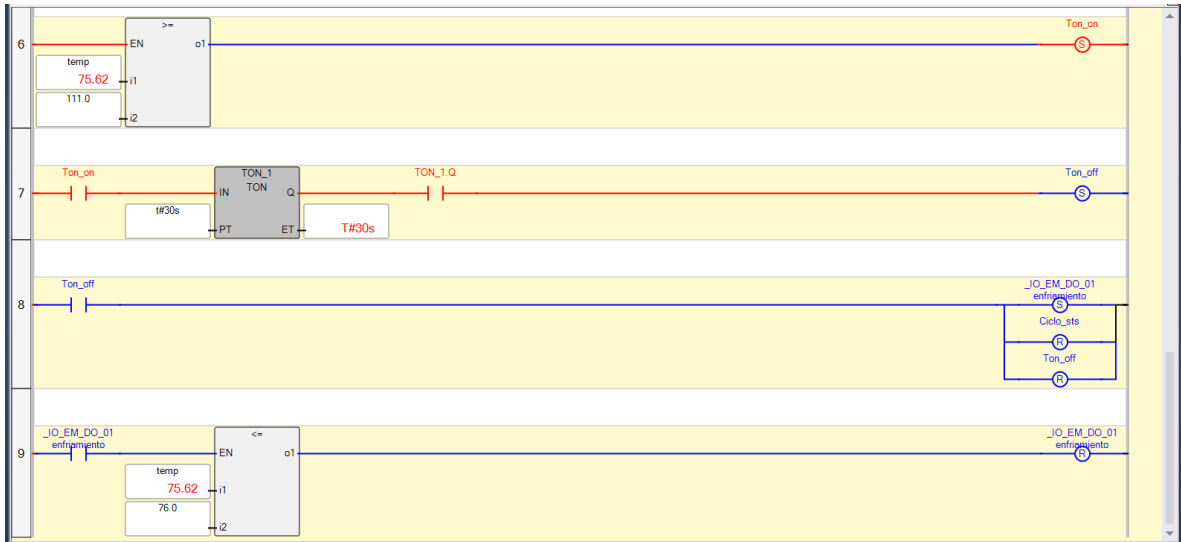 6
>=
EN
o1
Ton_on
S
temp
75.62
i1
111.0
i2
7
Ton_on
TON_1
TON
IN
Q
TON_1.Q
Ton_off
S
t#30s
PT
ET
T#30s
8
Ton_off
_IO_EM_DO_01
enfriamiento
S
Ciclo_sts
R
Ton_off
R
9
_IO_EM_DO_01
enfriamiento
<=
EN
o1
_IO_EM_DO_01
enfriamiento
R
temp
75.62
i1
76.0
i2